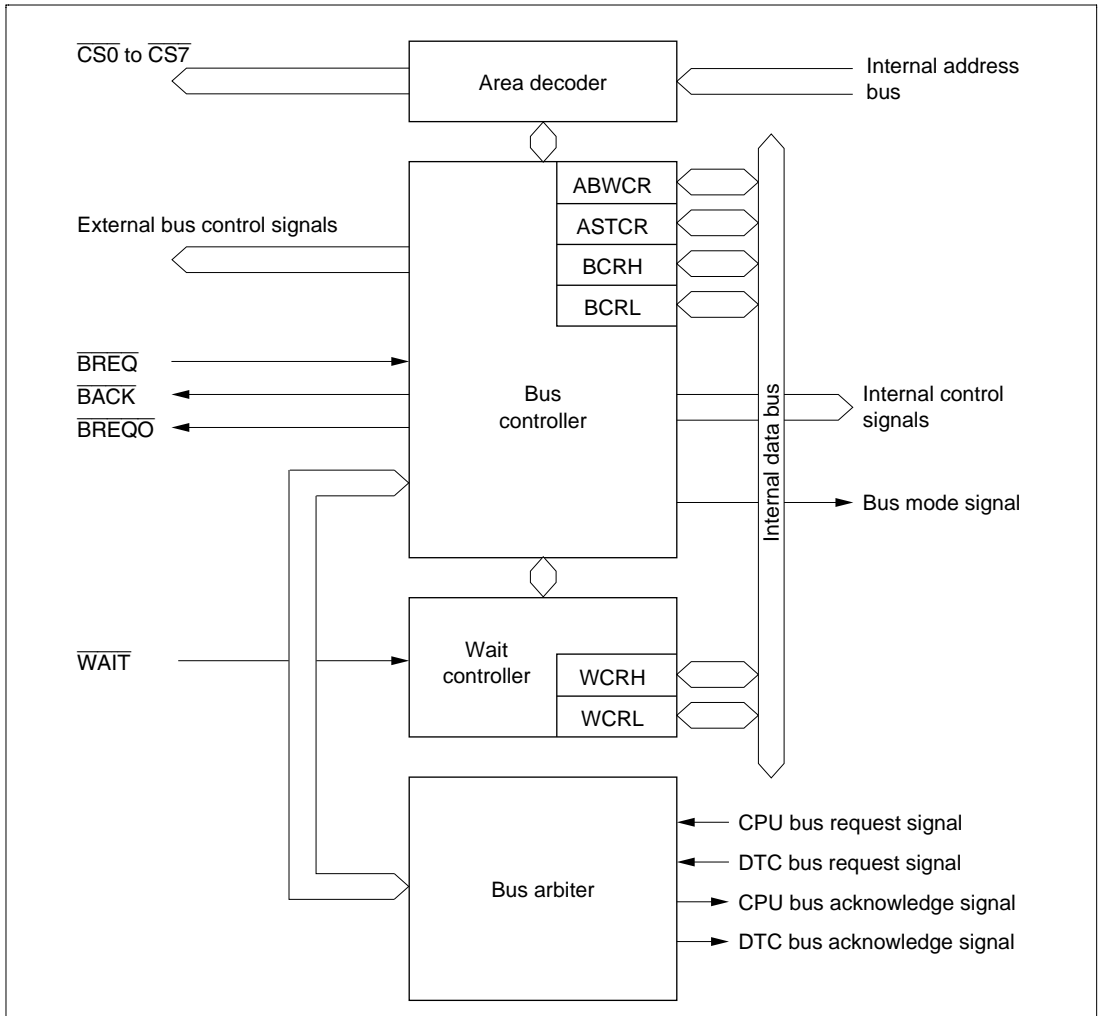 CS0 to CS7
Area decoder
Internal address
bus
ABWCR
ASTCR
External bus control signals
BCRH
BCRL
BREQ
BACK
BREQO
Bus
controller
Internal control
signals
Internal data bus
Bus mode signal
WAIT
Wait
controller
WCRH
WCRL
CPU bus request signal
DTC bus request signal
Bus arbiter
CPU bus acknowledge signal
DTC bus acknowledge signal